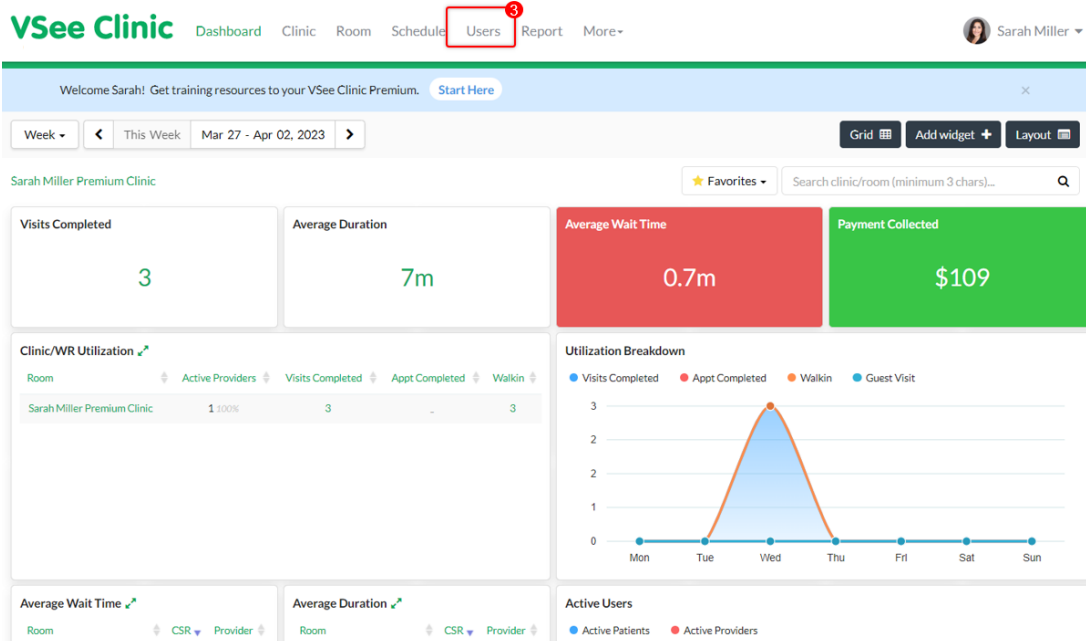 VSee Clinic Dashboard Clinic Room Schedule Users 3 Report More Sarah Miller
Welcome Sarah! Get training resources to your VSee Clinic Premium. Start Here ×
Week This Week Mar 27 - Apr 02, 2023 Grid Add widget Layout
Sarah Miller Premium Clinic Favorites Search clinic/room (minimum 3 chars)...
Visits Completed Average Duration Average Wait Time Payment Collected
3 7m 0.7m $109
Clinic/WR Utilization Utilization Breakdown
Room Active Providers Visits Completed Appt Completed Walkin
Sarah Miller Premium Clinic 1 100% 3 - 3
Visits Completed Appt Completed Walkin Guest Visit
3
2
2
1
0
Mon Tue Wed Thu Fri Sat Sun
Average Wait Time Average Duration Active Users
Room CSR Provider Room CSR Provider Active Patients Active Providers